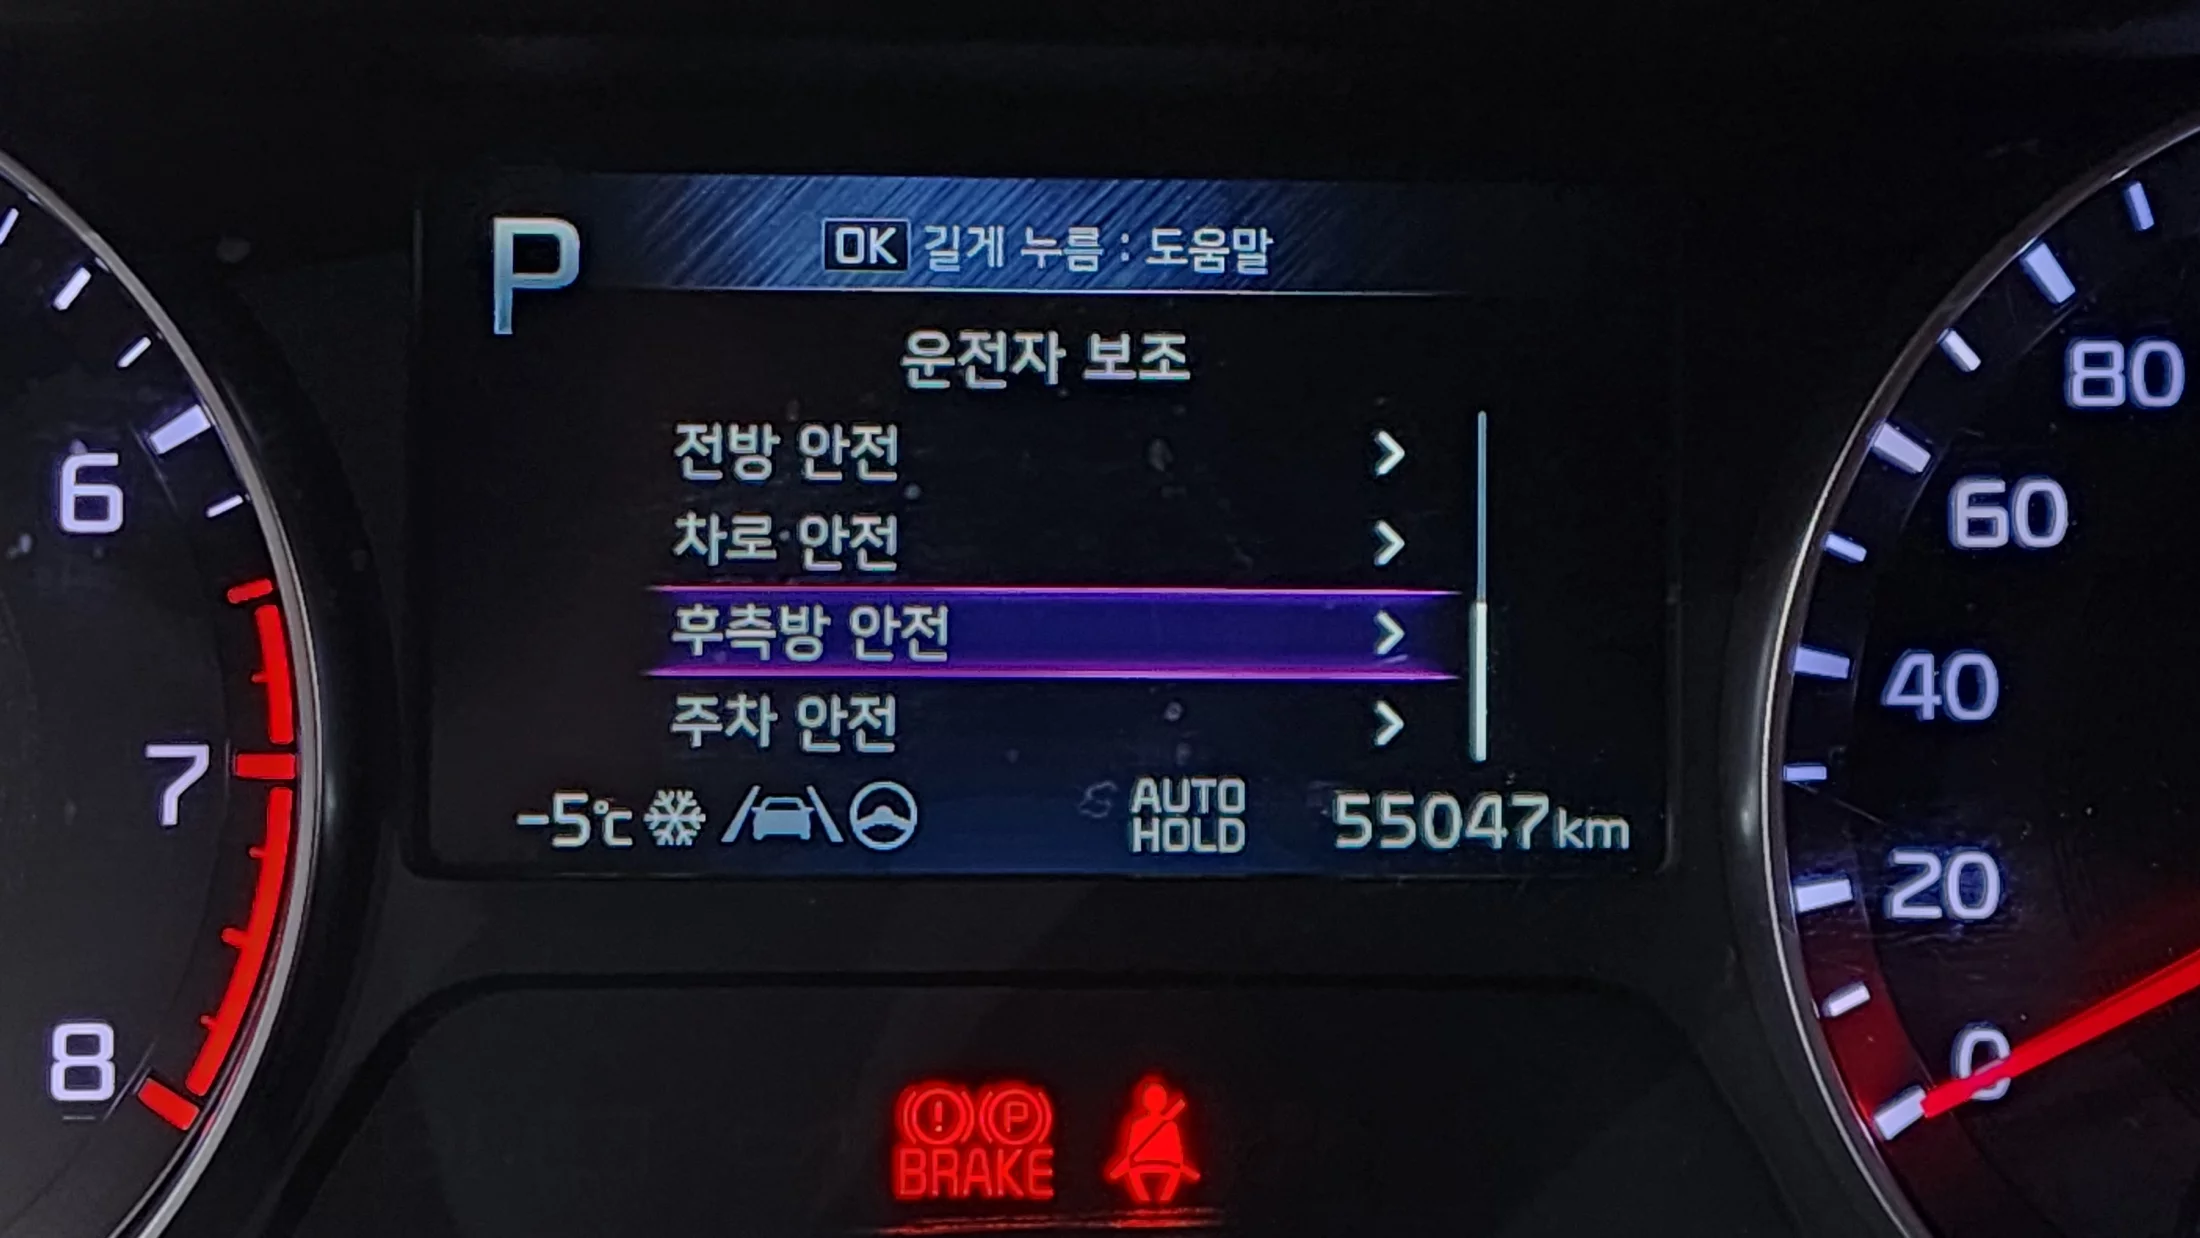 P
OK 길게 누름 : 도움말
운전자 보조
전방 안전
차로 안전
후측방 안전
주차 안전
-5℃
AUTO
HOLD
55047km
6
7
8
80
60
40
20
0
P
BRAKE